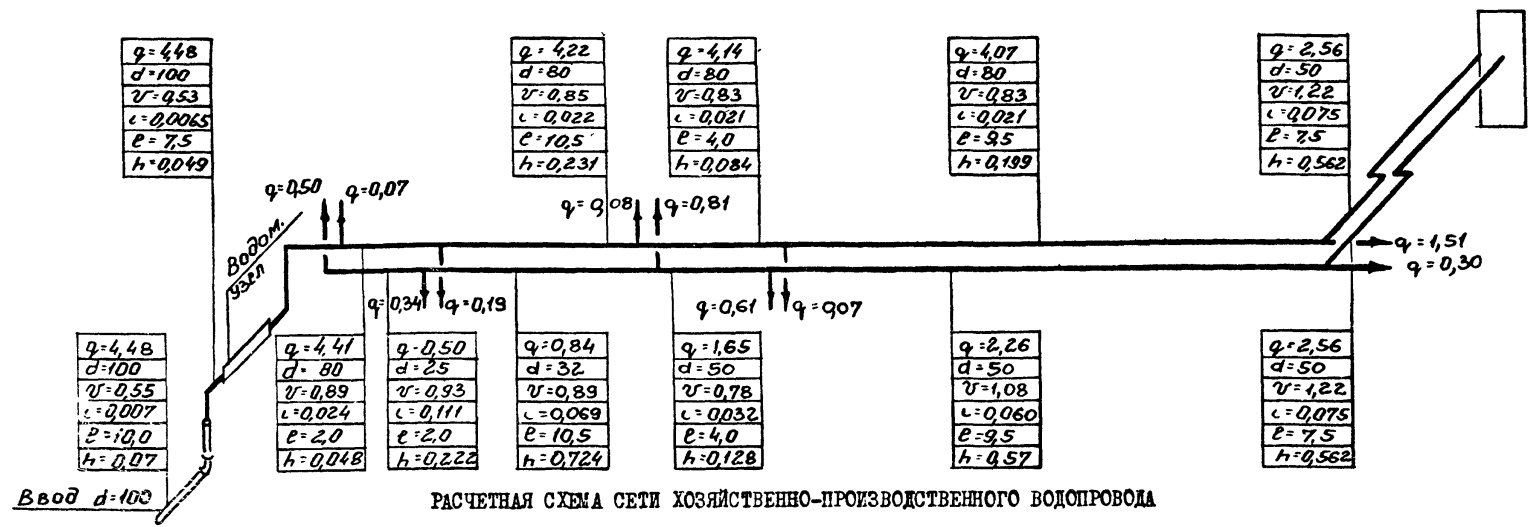 q=4,48
d=100
v=0,53
i=0,0065
l=7,5
h=0,049
q=4,22
d=80
v=0,85
i=0,022
l=10,5
h=0,231
q=4,14
d=80
v=0,83
i=0,021
l=4,0
h=0,084
q=4,07
d=80
v=0,83
i=0,021
l=9,5
h=0,199
q=2,56
d=50
v=1,22
i=0,075
l=7,5
h=0,562
q=0,50
q=0,07
q=0,08
q=0,81
Водом.
узел
q=1,51
q=0,30
q=0,34
q=0,19
q=0,61
q=0,07
q=4,48
d=100
v=0,55
i=0,007
l=10,0
h=0,07
q=4,41
d=80
v=0,89
i=0,024
l=2,0
h=0,048
q-0,50
d=25
v=0,93
i=0,111
l=2,0
h=0,222
q=0,84
d=32
v=0,89
i=0,069
l=10,5
h=0,724
q=1,65
d=50
v=0,78
i=0,032
l=4,0
h=0,128
q=2,26
d=50
v=1,08
i=0,060
l=9,5
h=0,57
q=2,56
d=50
v=1,22
i=0,075
l=7,5
h=0,562
Ввод d=100
РАСЧЕТНАЯ СХЕМА СЕТИ ХОЗЯЙСТВЕННО-ПРОИЗВОДСТВЕННОГО ВОДОПРОВОДА